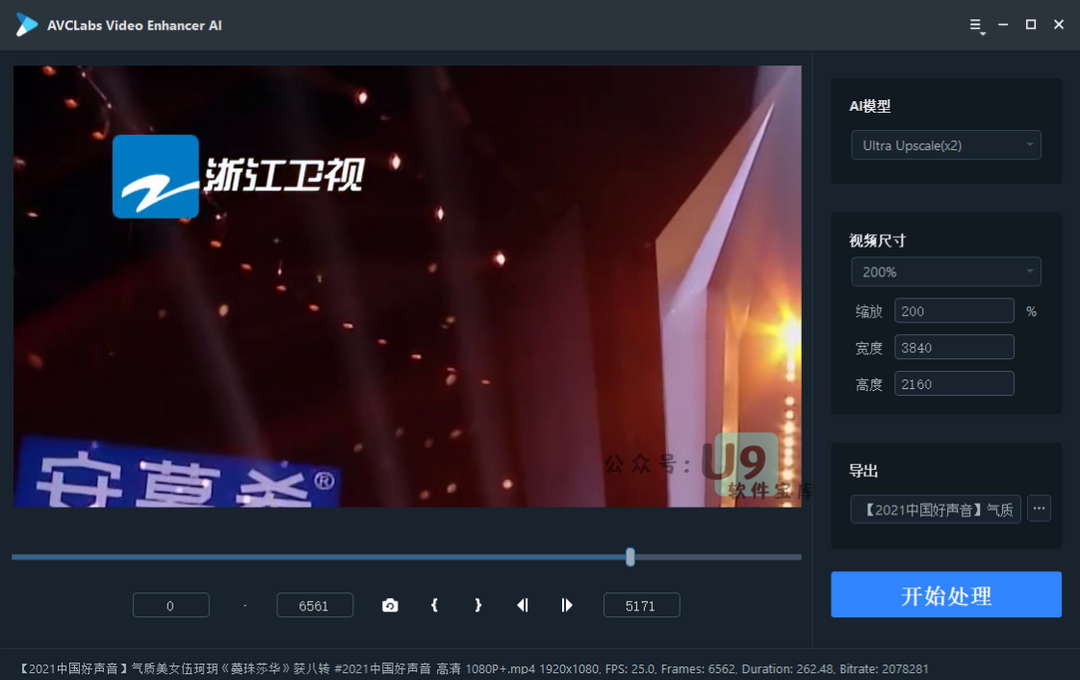 AVCLabs Video Enhancer AI
浙江卫视
安慕希®
公众号:U9
软件宝库
AI模型
Ultra Upscale(x2)
视频尺寸
200%
缩放 200 %
宽度 3840
高度 2160
导出
【2021中国好声音】气质 ...
开始处理
0 - 6561 { } 5171
【2021中国好声音】气质美女伍珂玥《蔓珠莎华》获八转 #2021中国好声音 高清 1080P+.mp4 1920x1080, FPS: 25.0, Frames: 6562, Duration: 262.48, Bitrate: 2078281